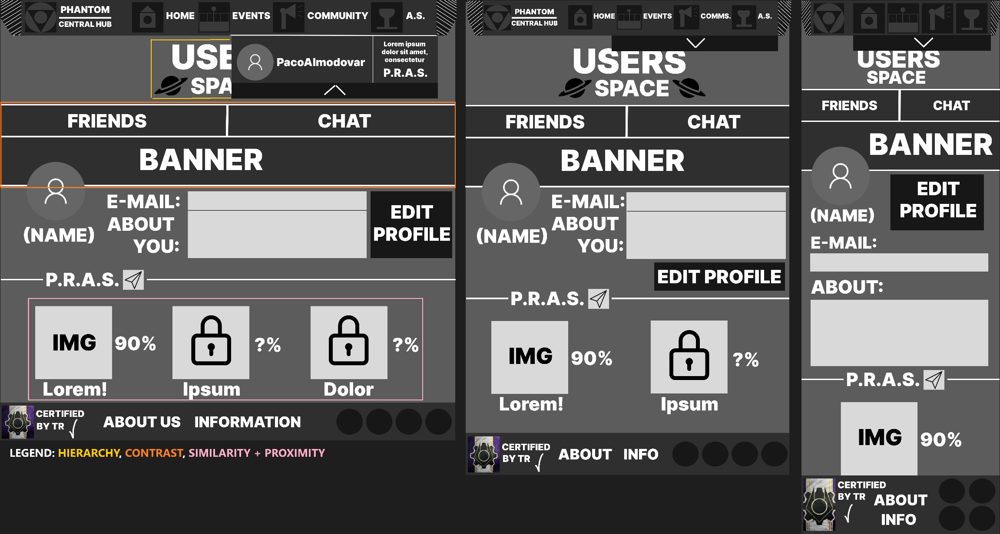 PHANTOM
CENTRAL HUB
HOME
EVENTS
COMMUNITY
A.S.
USE
SPA
PacoAlmodovar
Lorem ipsum
dolor sit amet,
consectetur
P.R.A.S.
FRIENDS
CHAT
BANNER
(NAME)
E-MAIL:
ABOUT
YOU:
EDIT
PROFILE
P.R.A.S.
IMG
90%
?%
?%
Lorem!
Ipsum
Dolor
CERTIFIED
BY TR
ABOUT US
INFORMATION
LEGEND: HIERARCHY, CONTRAST, SIMILARITY + PROXIMITY
PHANTOM
CENTRAL HUB
HOME
EVENTS
COMMS.
A.S.
USERS
SPACE
FRIENDS
CHAT
BANNER
(NAME)
E-MAIL:
ABOUT
YOU:
EDIT PROFILE
P.R.A.S.
IMG
90%
?%
Lorem!
Ipsum
CERTIFIED
BY TR
ABOUT
INFO
USERS
SPACE
FRIENDS
CHAT
BANNER
(NAME)
EDIT
PROFILE
E-MAIL:
ABOUT:
P.R.A.S.
IMG
90%
CERTIFIED
BY TR
ABOUT
INFO